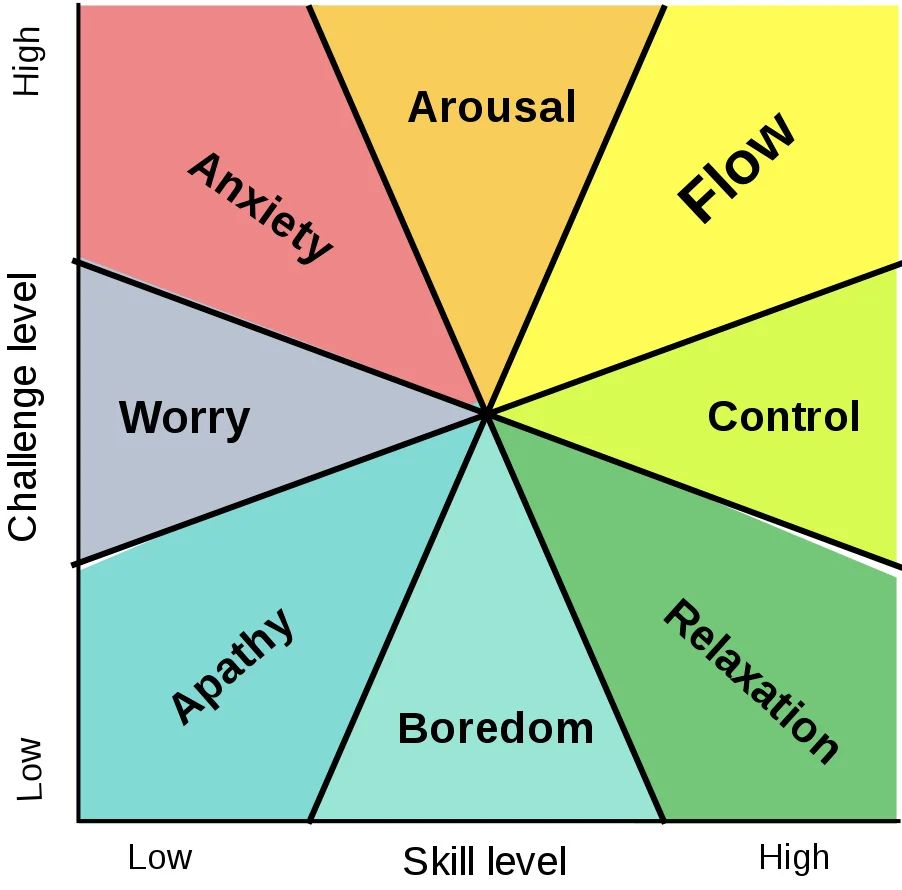 High
Arousal
Flow
Anxiety
Challenge level
Worry
Control
Apathy
Relaxation
Boredom
Low
Low
Skill level
High